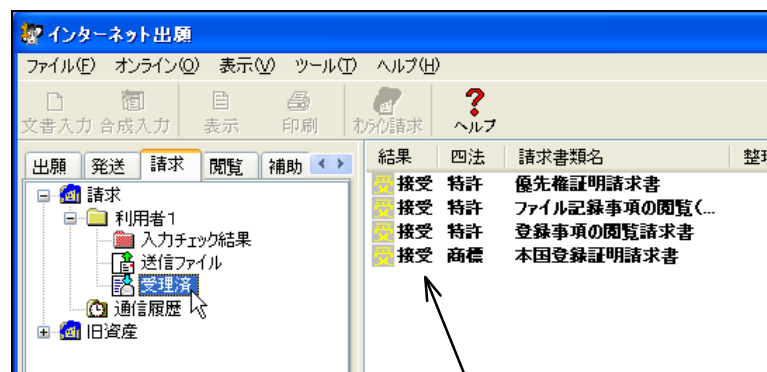 インターネット出願
ファイル(F) オンライン(O) 表示(V) ツール(T) ヘルプ(H)
文書入力 合成入力 表示 印刷 オンライン請求 ヘルプ
出願 発送 請求 閲覧 補助
請求
利用者1
入力チェック結果
送信ファイル
受理済
通信履歴
旧資産
結果 四法 請求書類名 整理
受 接受 特許 優先権証明請求書
受 接受 特許 ファイル記録事項の閲覧(...
受 接受 特許 登録事項の閲覧請求書
受 接受 商標 本国登録証明請求書